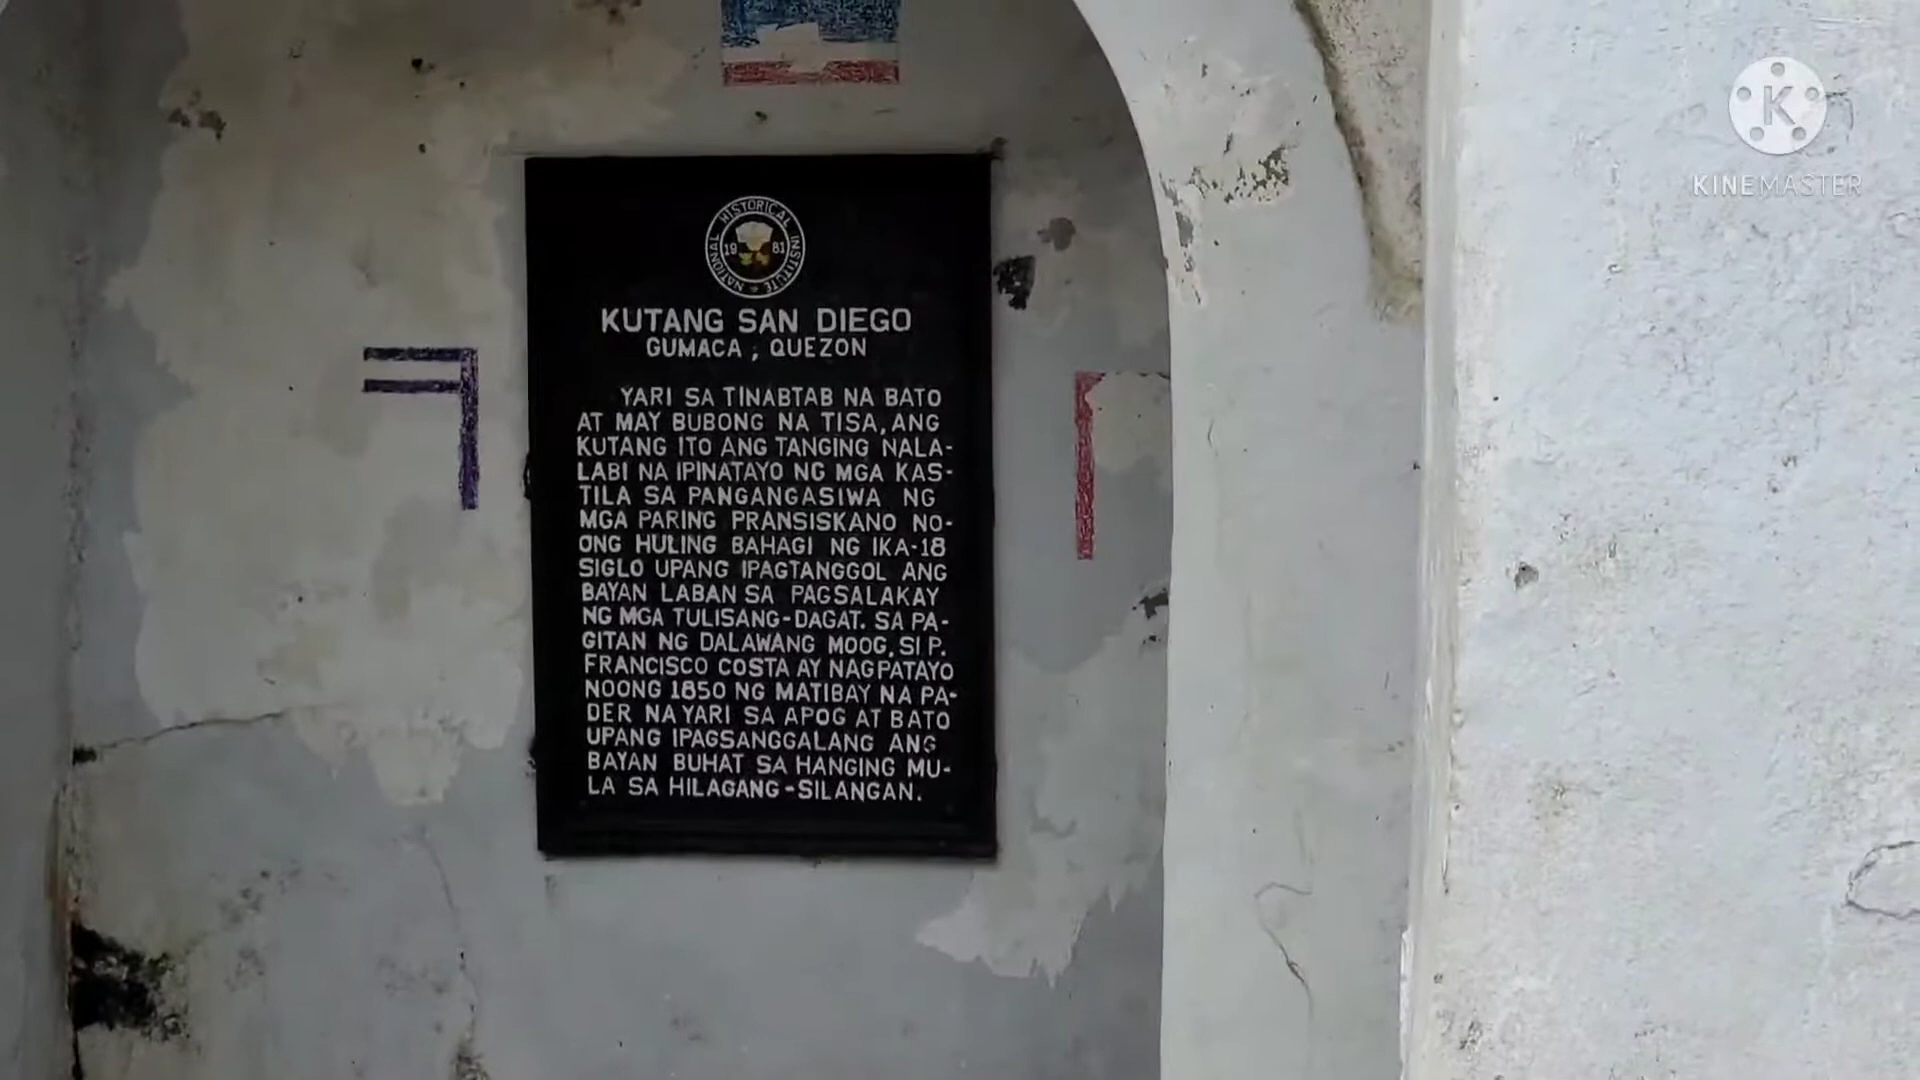 NATIONAL HISTORICAL INSTITUTE
1981
KUTANG SAN DIEGO
GUMACA, QUEZON
YARI SA TINABTAB NA BATO
AT MAY BUBONG NA TISA, ANG
KUTANG ITO ANG TANGING NALA-
LABI NA IPINATAYO NG MGA KAS-
TILA SA PANGANGASIWA NG
MGA PARING PRANSISKANO NO-
ONG HULING BAHAGI NG IKA-18
SIGLO UPANG IPAGTANGGOL ANG
BAYAN LABAN SA PAGSALAKAY
NG MGA TULISANG-DAGAT. SA PA-
GITAN NG DALAWANG MOOG, SI P.
FRANCISCO COSTA AY NAGPATAYO
NOONG 1850 NG MATIBAY NA PA-
DER NA YARI SA APOG AT BATO
UPANG IPAGSANGGALANG ANG
BAYAN BUHAT SA HANGING MU-
LA SA HILAGANG-SILANGAN.
K
KINEMASTER